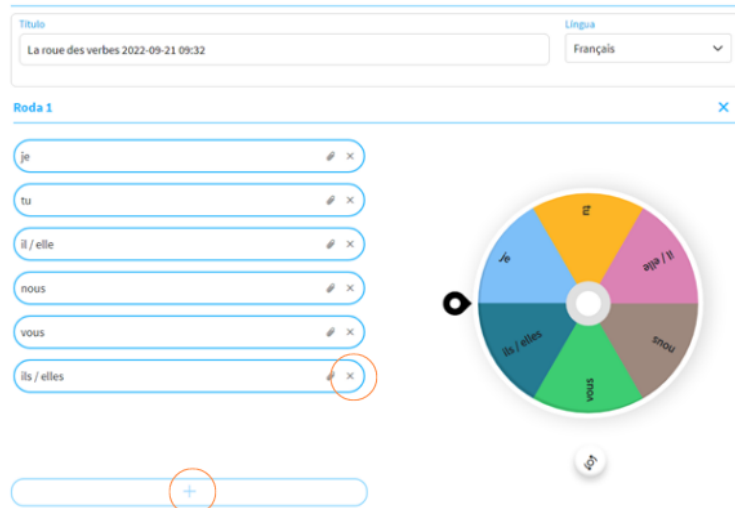 Título
Língua
La roue des verbes 2022-09-21 09:32
Français
Roda 1
je
tu
il / elle
nous
vous
ils / elles
je
tu
il / elle
ils / elles
vous
nous